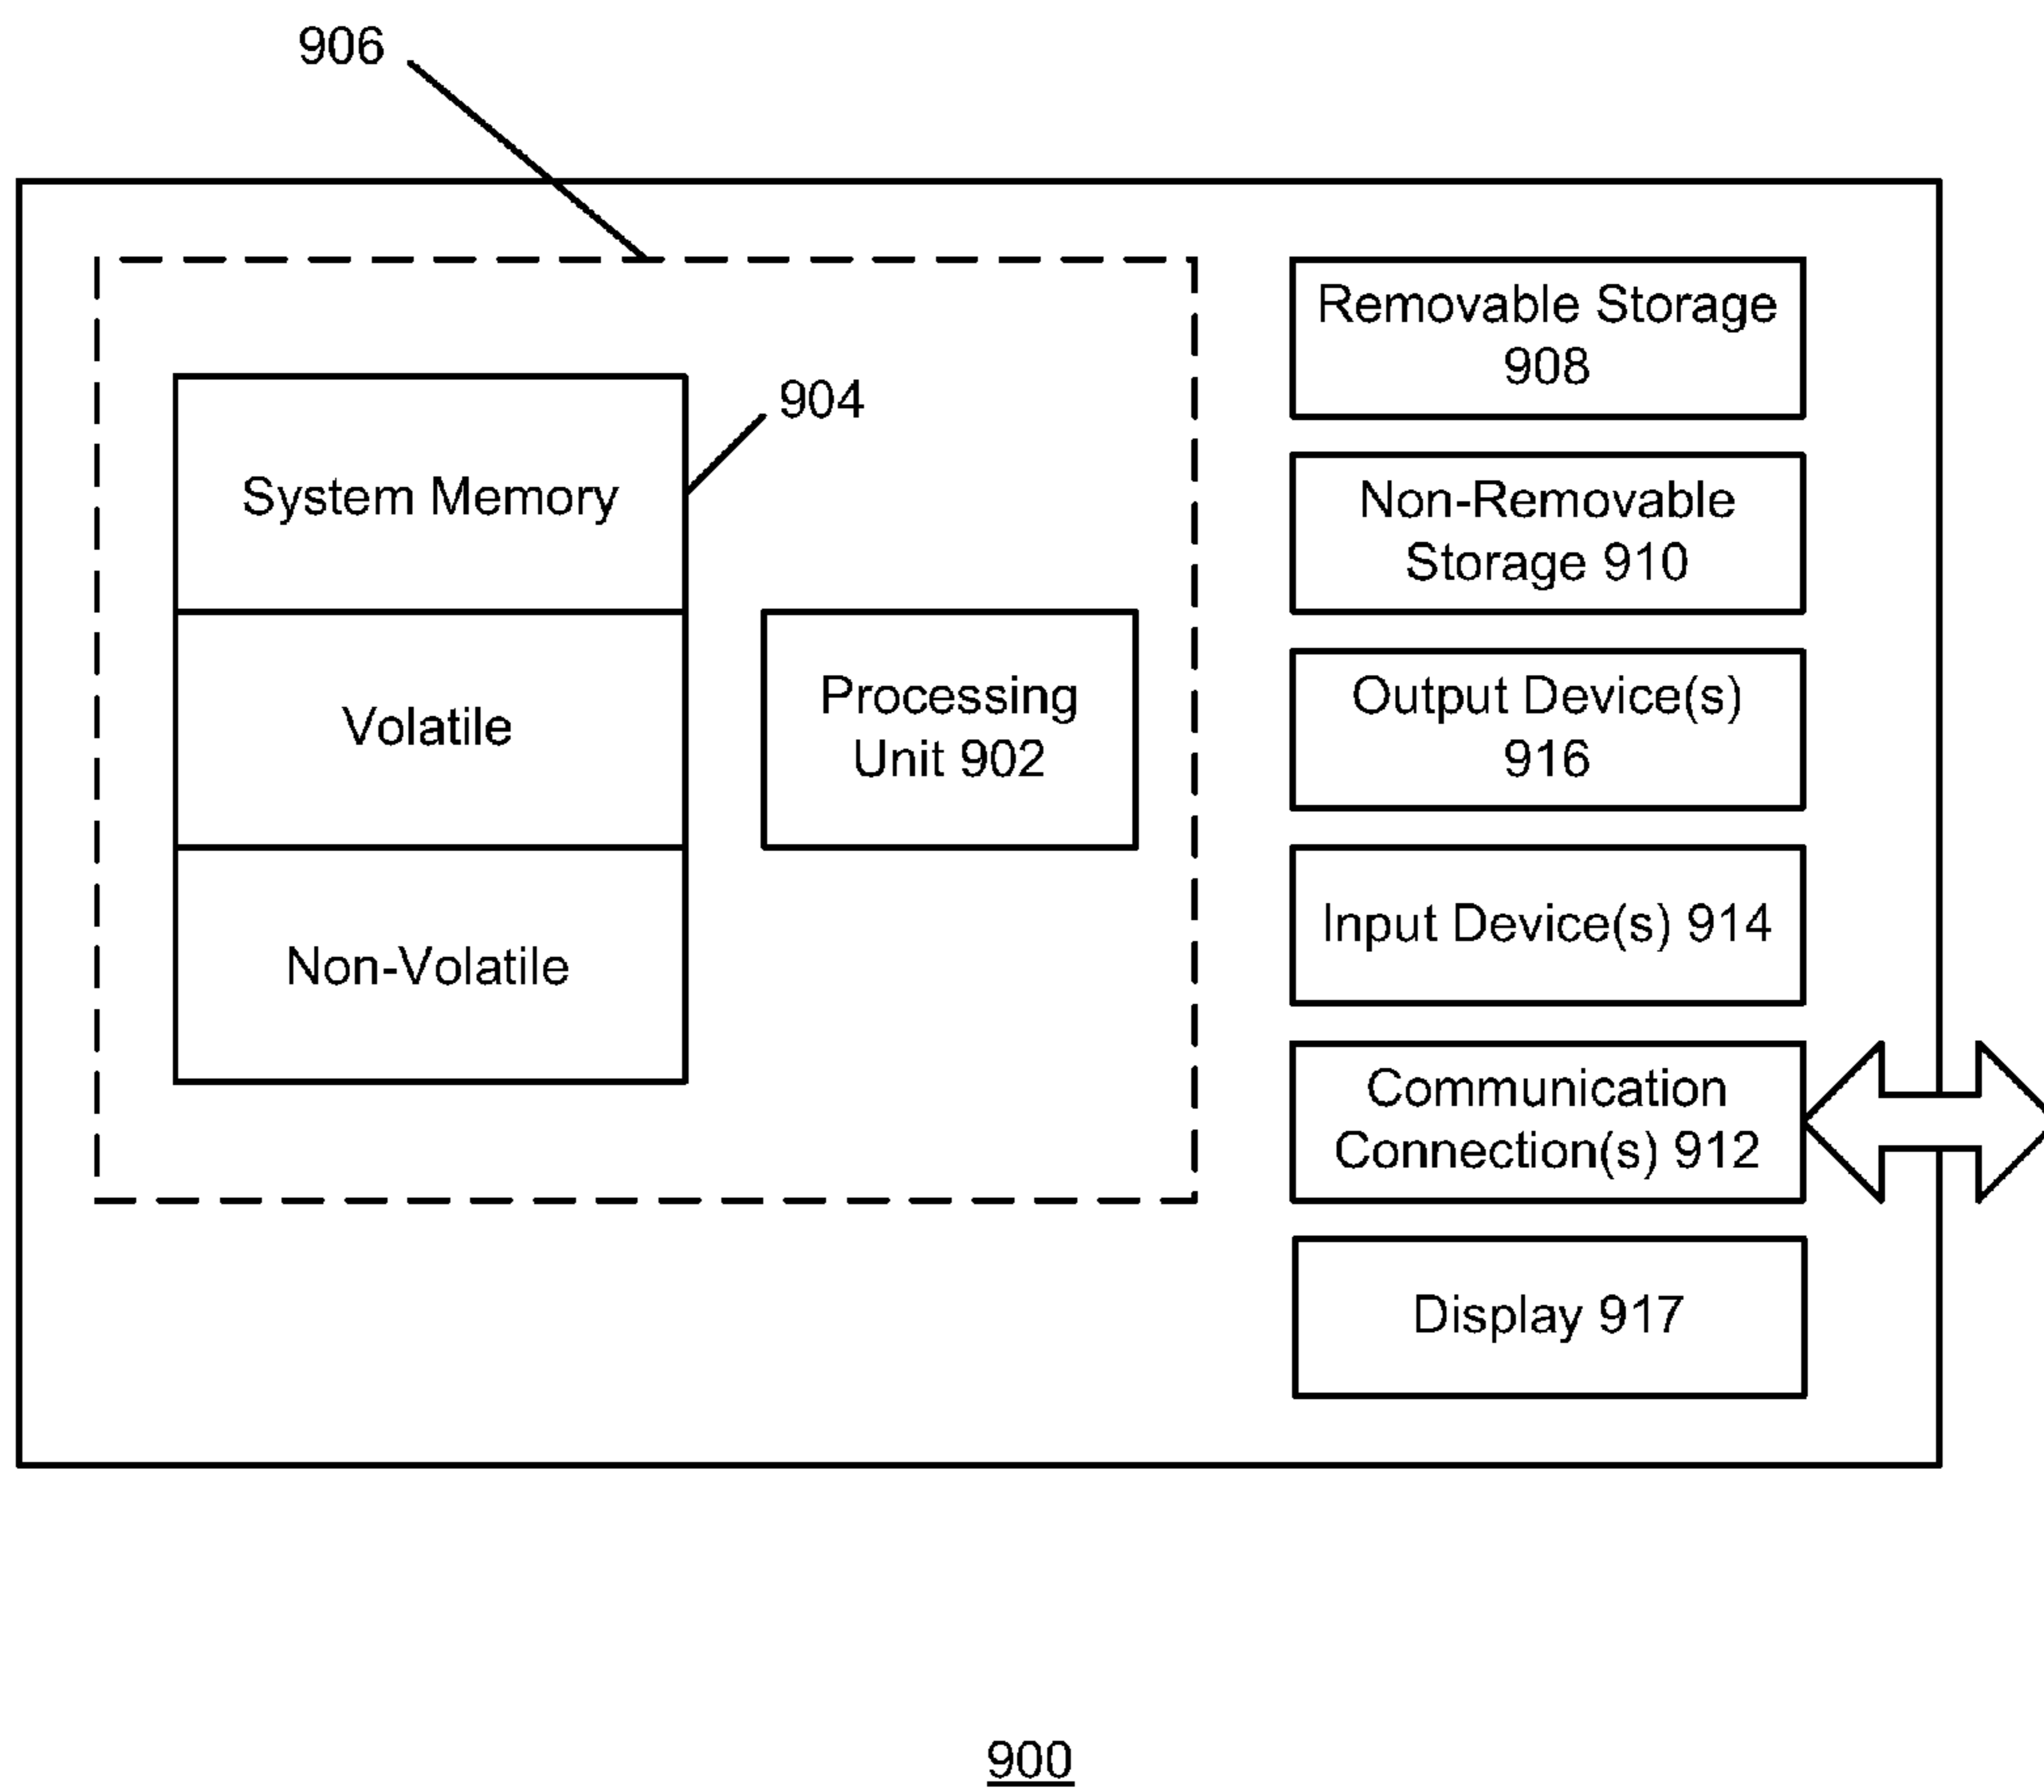 906
904
System Memory
Volatile
Non-Volatile
Processing
Unit 902
Removable Storage
908
Non-Removable
Storage 910
Output Device(s)
916
Input Device(s) 914
Communication
Connection(s) 912
Display 917
900